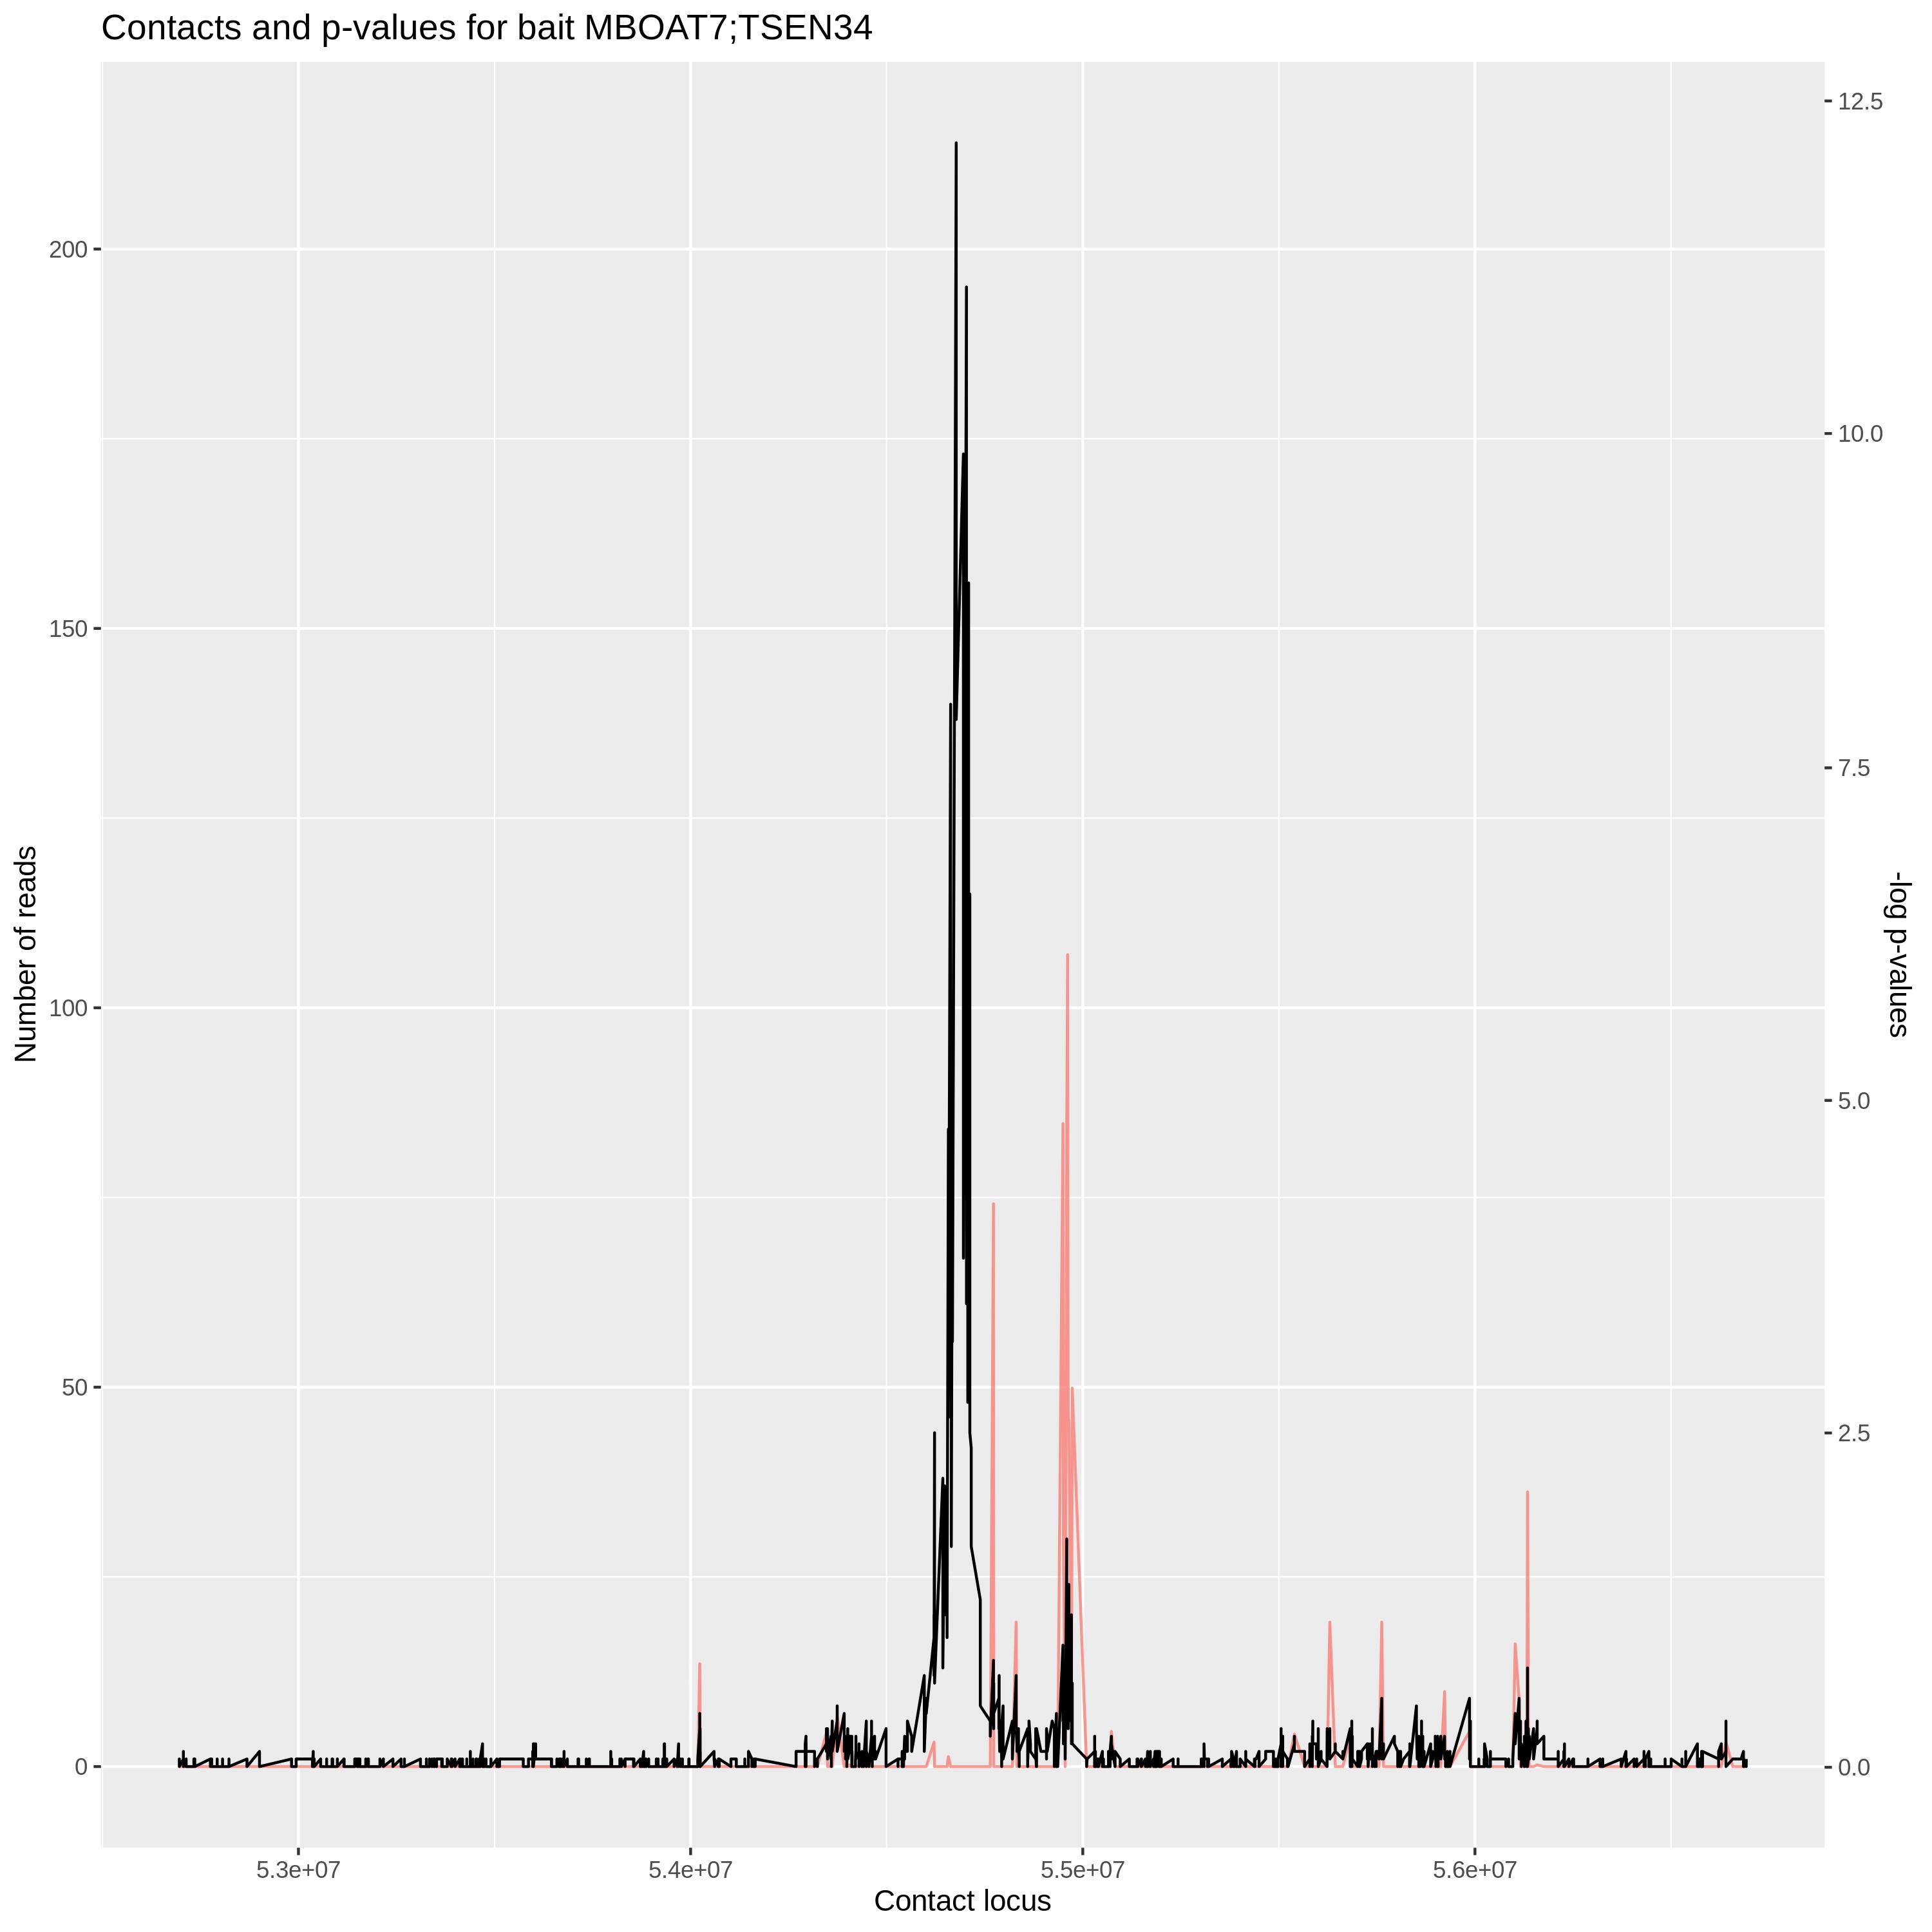 Contacts and p-values for bait MBOAT7;TSEN34
12.5
200
10.0
150
7.5
Number of reads
-log p-values
100
5.0
50
2.5
0
0.0
5.3e+07
5.4e+07
5.5e+07
5.6e+07
Contact locus